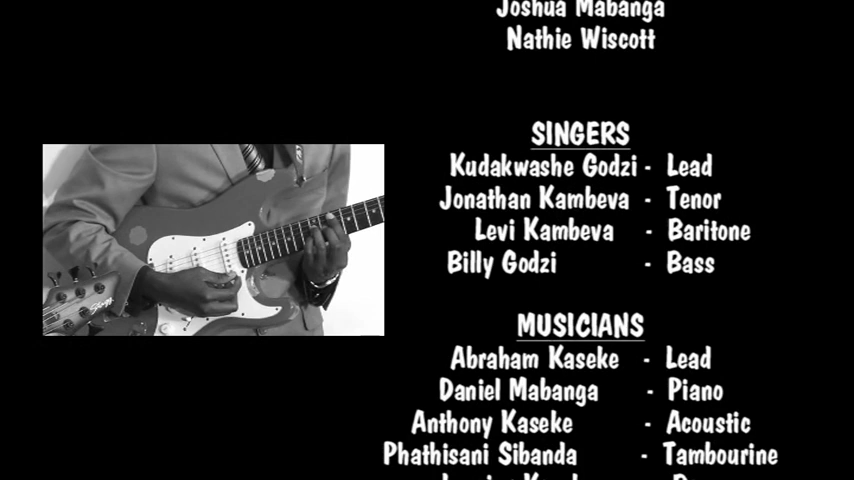 Joshua Mabanga
Nathie Wiscott
SINGERS
Kudakwashe Godzi - Lead
Jonathan Kambeva - Tenor
Levi Kambeva - Baritone
Billy Godzi - Bass
MUSICIANS
Abraham Kaseke - Lead
Daniel Mabanga - Piano
Anthony Kaseke - Acoustic
Phathisani Sibanda - Tambourine
Stagg